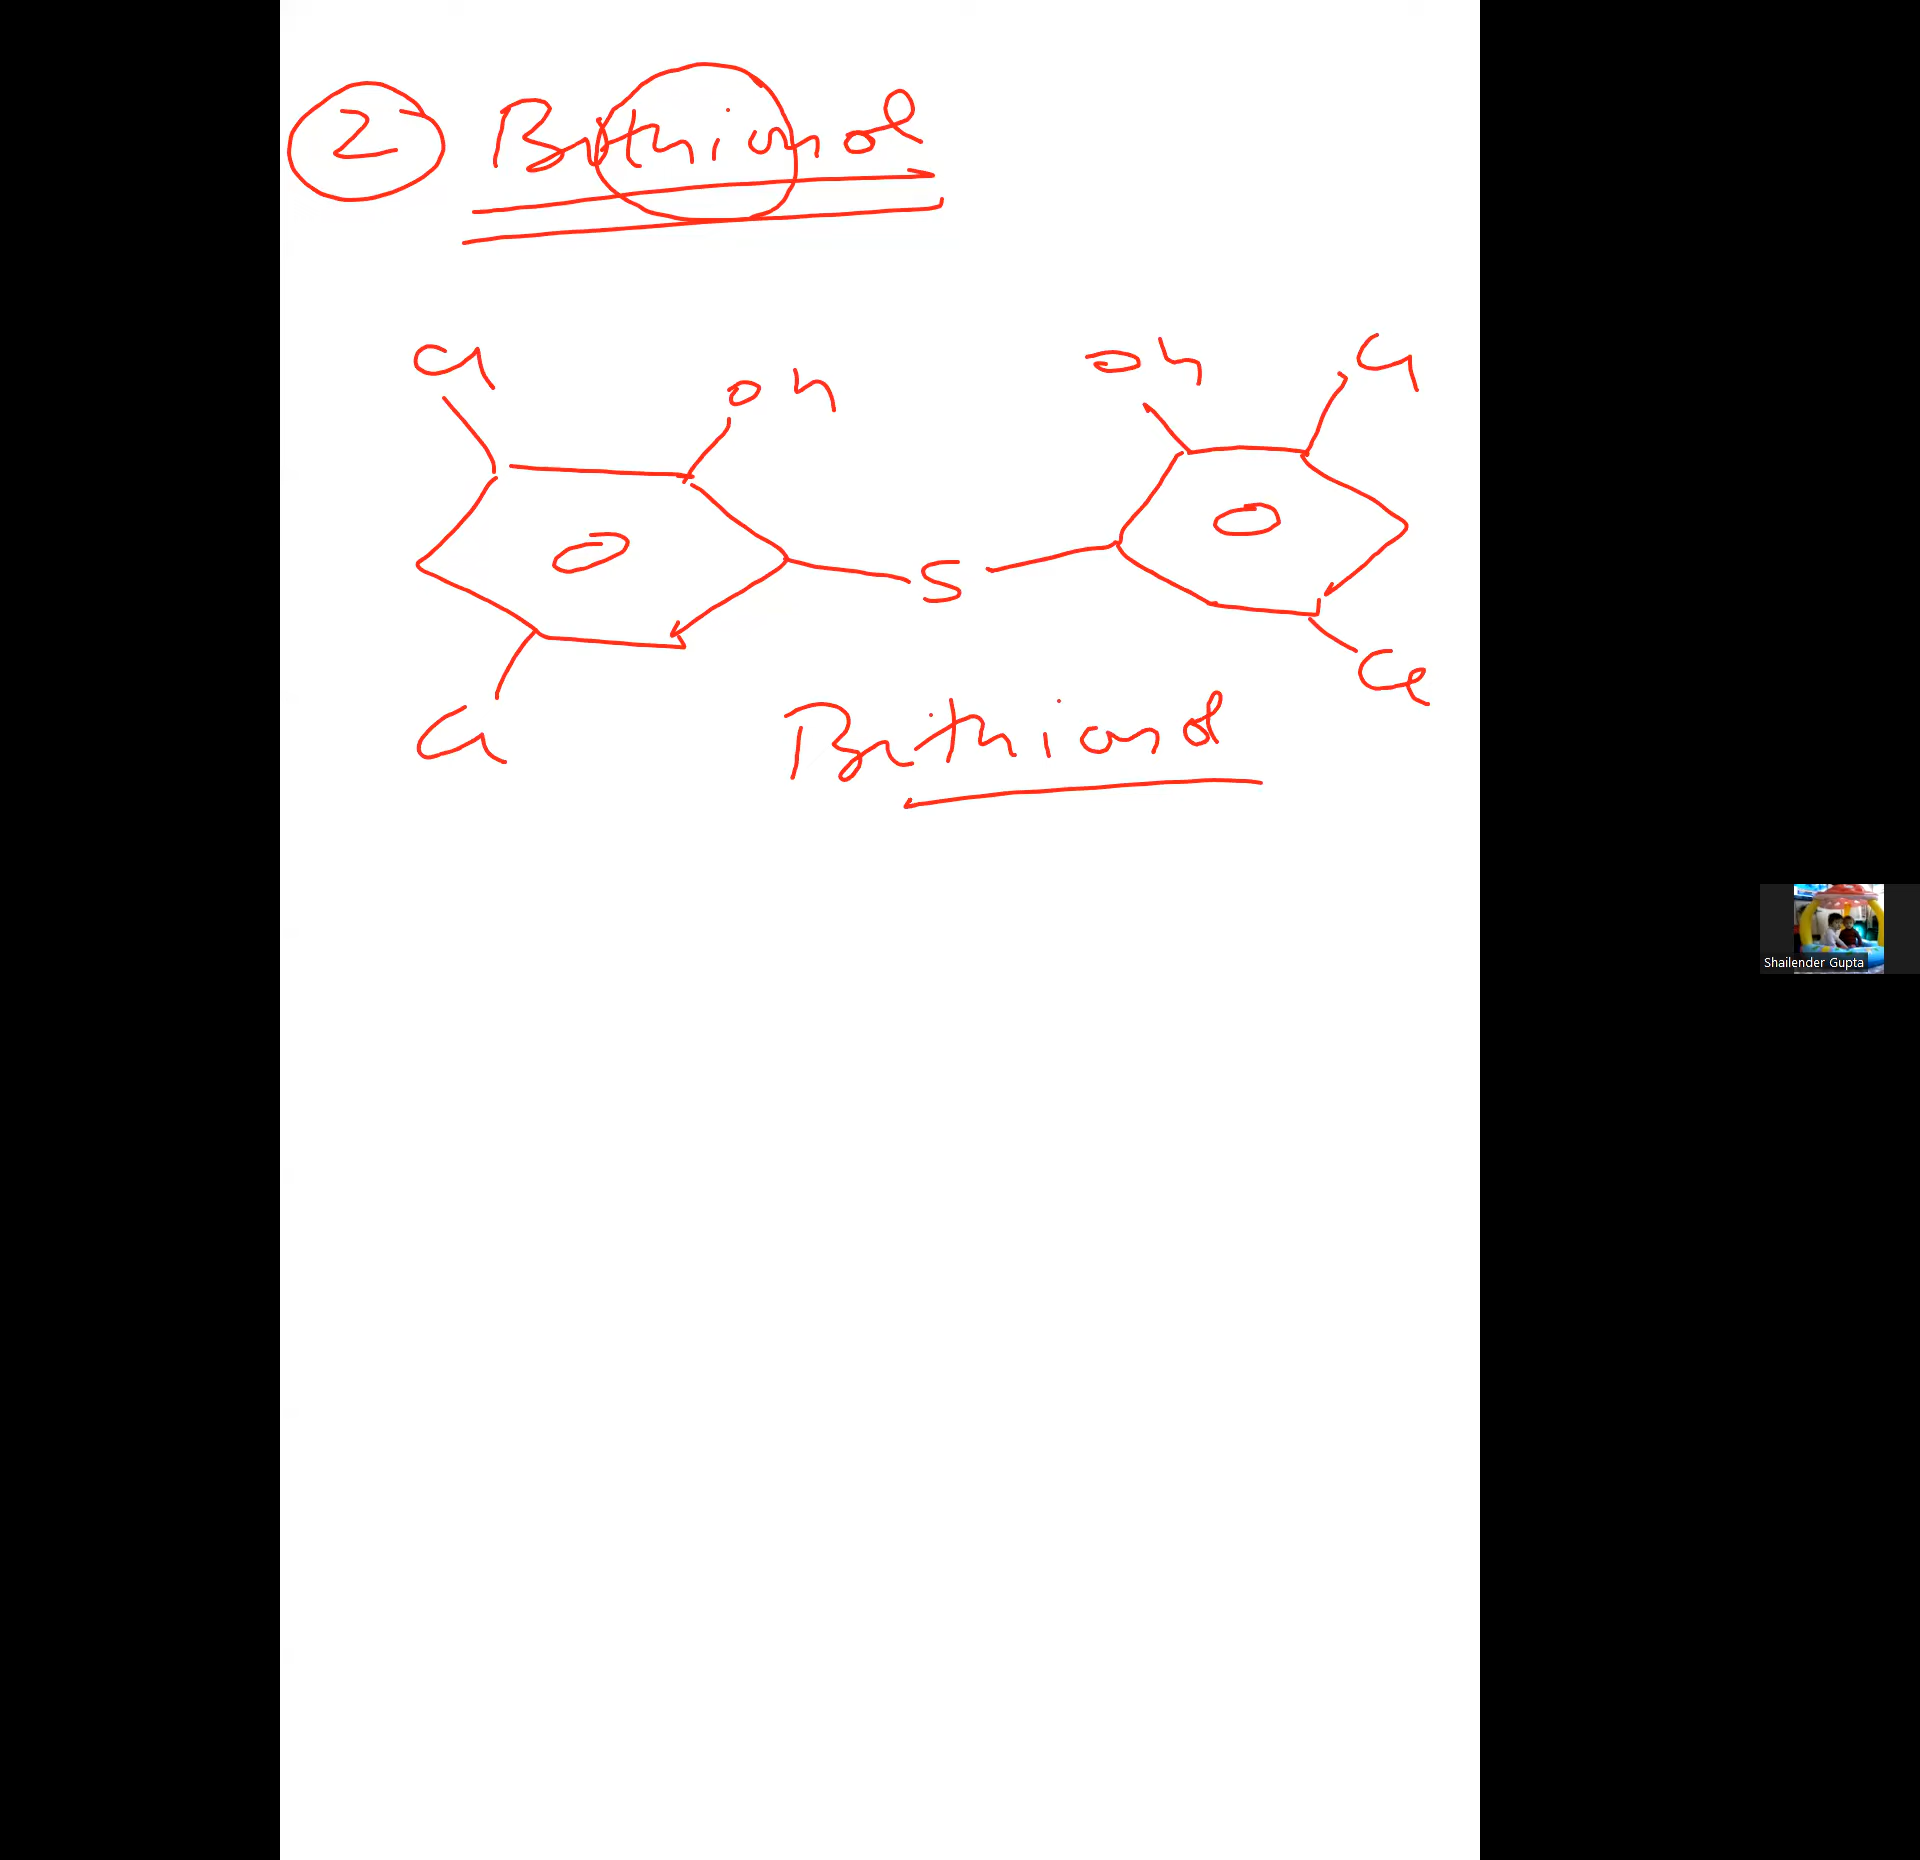 2 Bithionol
Cl OH OH Cl
S
Cl Cl
Bithionol
Shailender Gupta